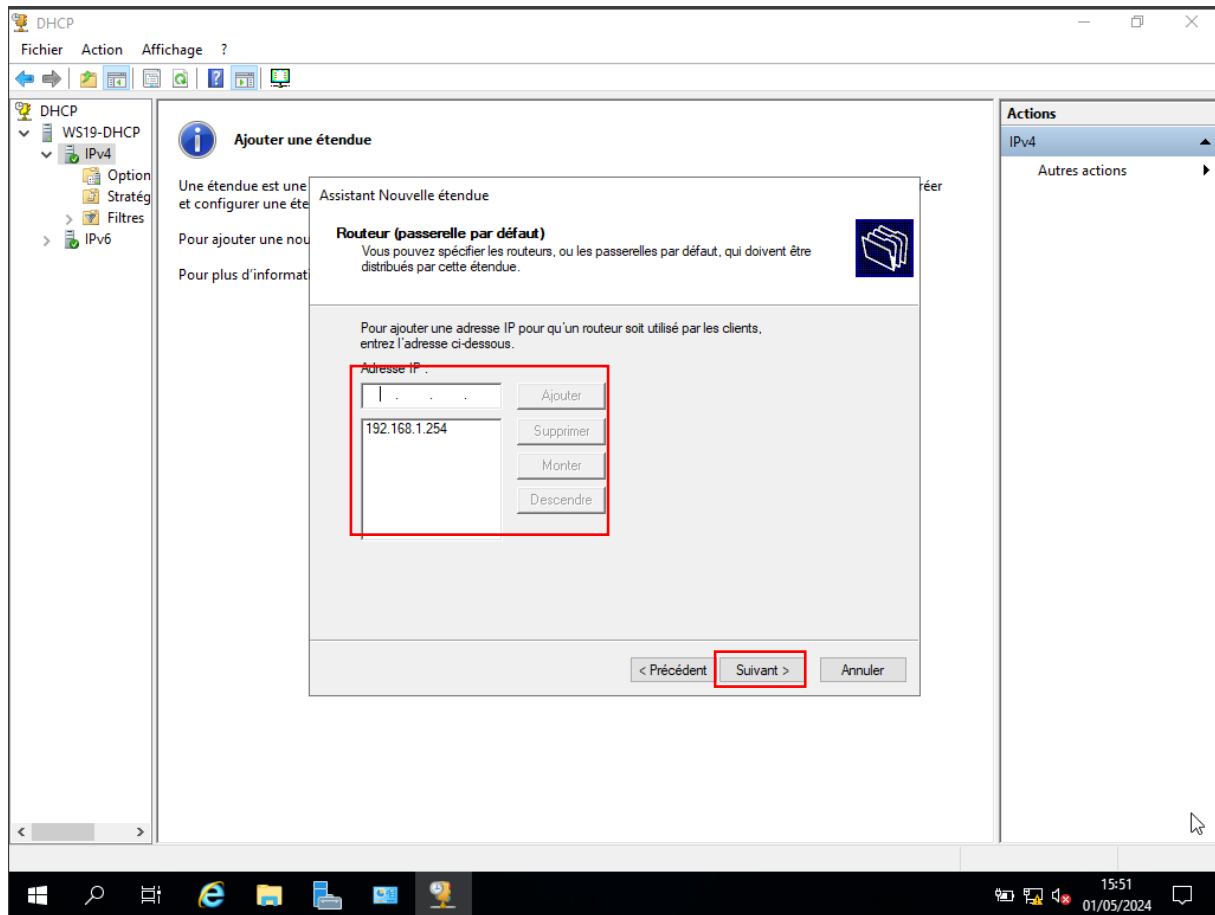 DHCP
Fichier Action Affichage ?
DHCP
WS19-DHCP
IPv4
Option
Stratég
Filtres
IPv6
Ajouter une étendue
Une étendue est une
réer
et configurer une éte
Pour ajouter une nou
Pour plus d'informati
Assistant Nouvelle étendue
Routeur (passerelle par défaut)
Vous pouvez spécifier les routeurs, ou les passerelles par défaut, qui doivent être
distribués par cette étendue.
Pour ajouter une adresse IP pour qu'un routeur soit utilisé par les clients,
entrez l'adresse ci-dessous.
Adresse IP :
. . .
Ajouter
192.168.1.254
Supprimer
Monter
Descendre
< Précédent
Suivant >
Annuler
Actions
IPv4
Autres actions
15:51
01/05/2024